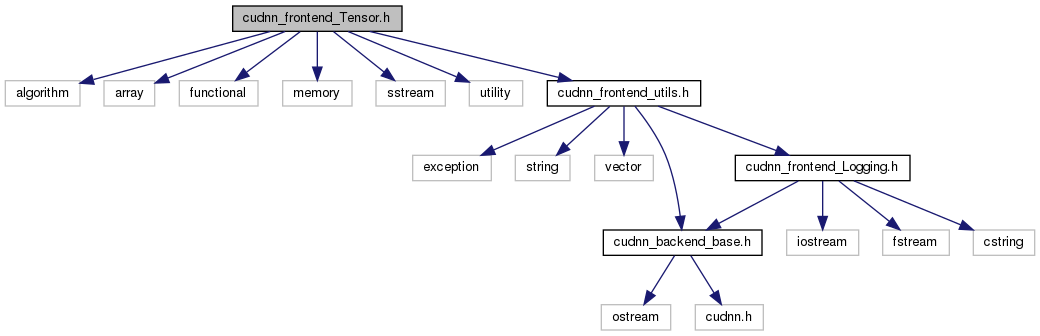 cudnn_frontend_Tensor.h
algorithm
array
functional
memory
sstream
utility
cudnn_frontend_utils.h
exception
string
vector
cudnn_frontend_Logging.h
cudnn_backend_base.h
iostream
fstream
cstring
ostream
cudnn.h